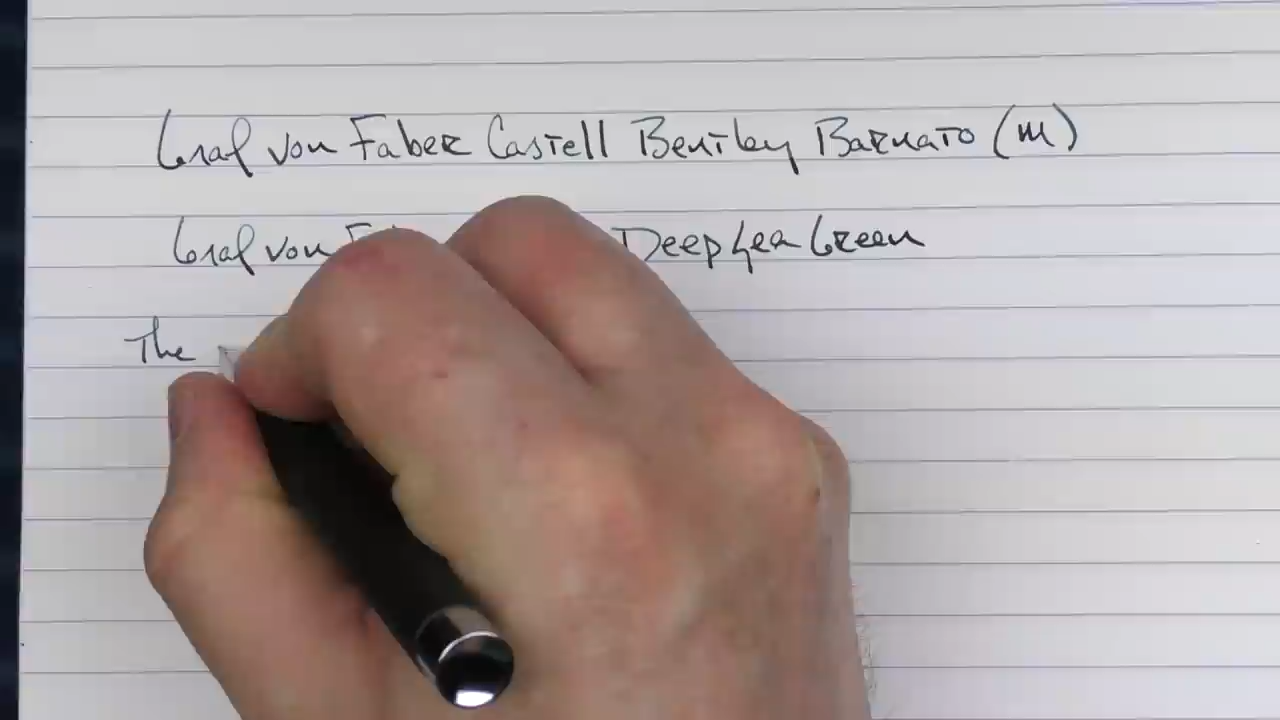 Graf von Faber Castell Bentley Barnato (M)
Graf von Deep Sea Green
The